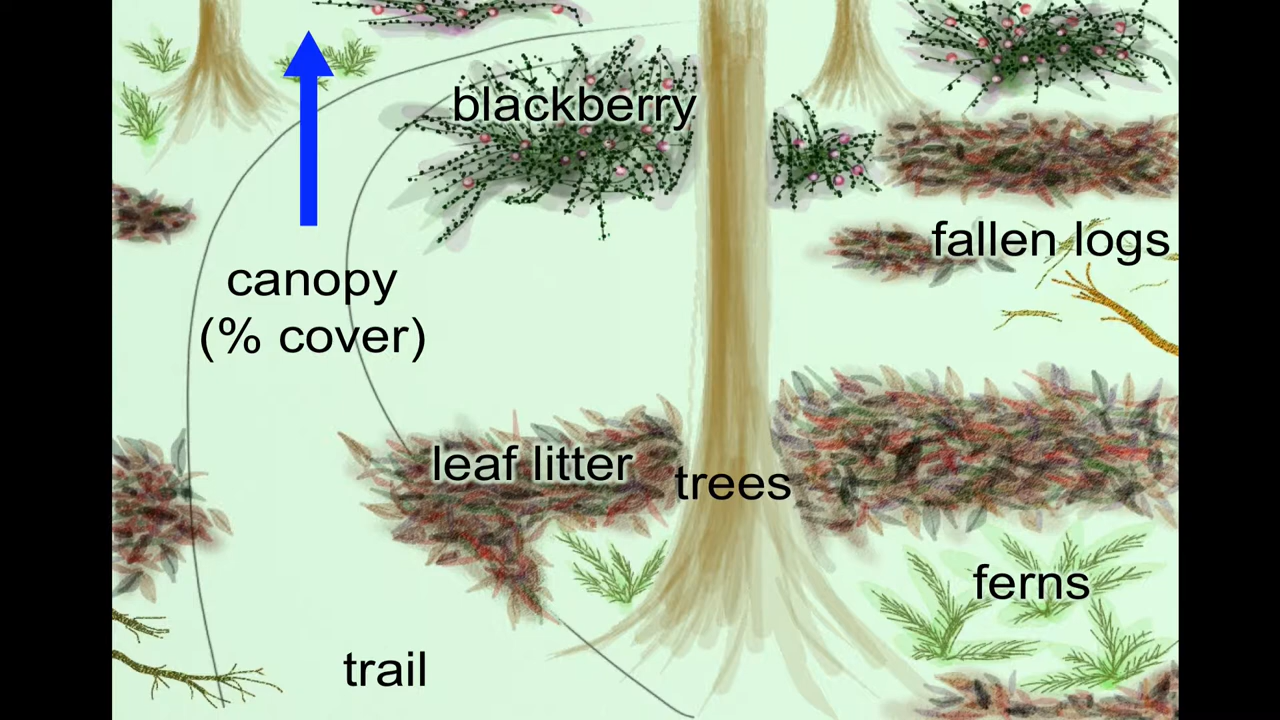 blackberry
fallen logs
canopy
(% cover)
leaf litter
trees
ferns
trail